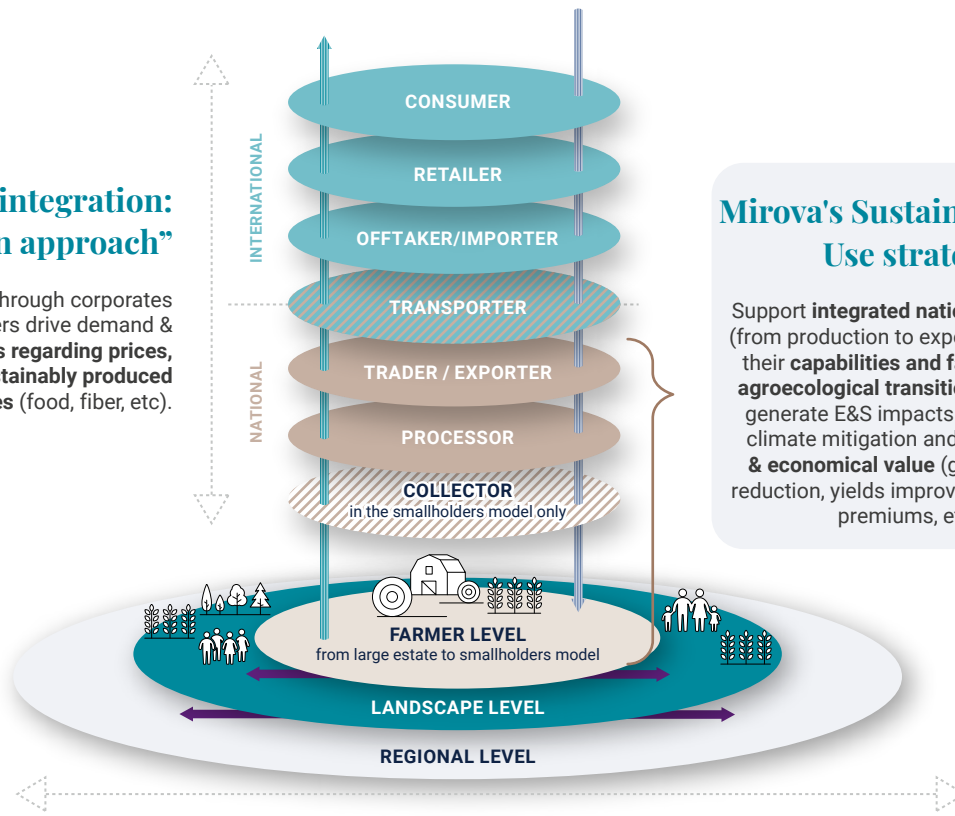 CONSUMER
RETAILER
OFFTAKER/IMPORTER
TRANSPORTER
TRADER / EXPORTER
PROCESSOR
COLLECTOR
in the smallholders model only
FARMER LEVEL
from large estate to smallholders model
LANDSCAPE LEVEL
REGIONAL LEVEL
INTERNATIONAL
NATIONAL
integration:
n approach”
hrough corporates
ers drive demand &
s regarding prices,
stainably produced
es (food, fiber, etc).
Mirova's Sustain
Use strate
Support integrated natio
(from production to expo
their capabilities and fa
agroecological transitio
generate E&S impacts
climate mitigation and
& economical value (g
reduction, yields improv
premiums, e